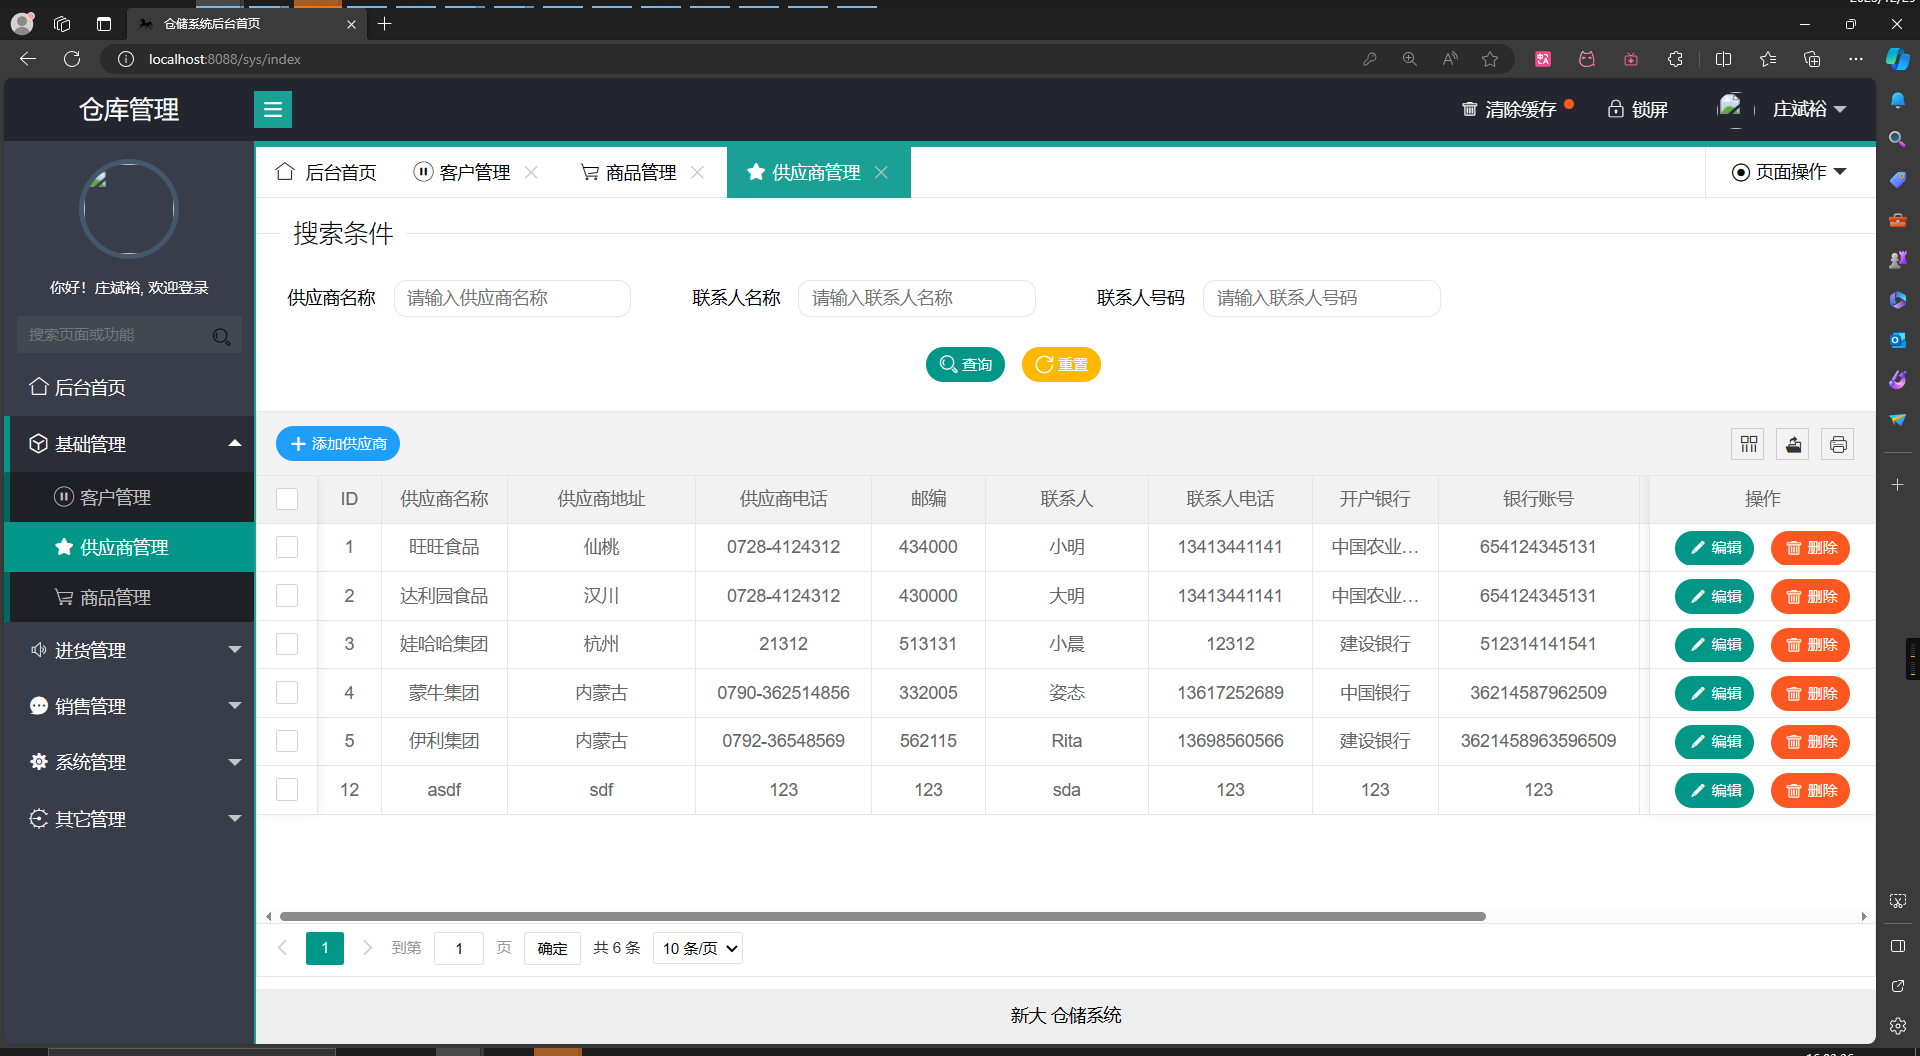 仓储系统后台首页
localhost:8088/sys/index
仓库管理
清除缓存
锁屏
庄斌裕
后台首页
客户管理
商品管理
供应商管理
页面操作
你好！庄斌裕, 欢迎登录
搜索页面或功能
后台首页
基础管理
客户管理
供应商管理
商品管理
进货管理
销售管理
系统管理
其它管理
搜索条件
供应商名称 请输入供应商名称 联系人名称 请输入联系人名称 联系人号码 请输入联系人号码
查询 重置
添加供应商
ID 供应商名称 供应商地址 供应商电话 邮编 联系人 联系人电话 开户银行 银行账号 操作
1 旺旺食品 仙桃 0728-4124312 434000 小明 13413441141 中国农业... 654124345131 编辑 删除
2 达利园食品 汉川 0728-4124312 430000 大明 13413441141 中国农业... 654124345131 编辑 删除
3 娃哈哈集团 杭州 21312 513131 小晨 12312 建设银行 512314141541 编辑 删除
4 蒙牛集团 内蒙古 0790-362514856 332005 姿态 13617252689 中国银行 36214587962509 编辑 删除
5 伊利集团 内蒙古 0792-36548569 562115 Rita 13698560566 建设银行 3621458963596509 编辑 删除
12 asdf sdf 123 123 sda 123 123 123 编辑 删除
1 到第 1 页 确定 共 6 条 10 条/页
新大 仓储系统